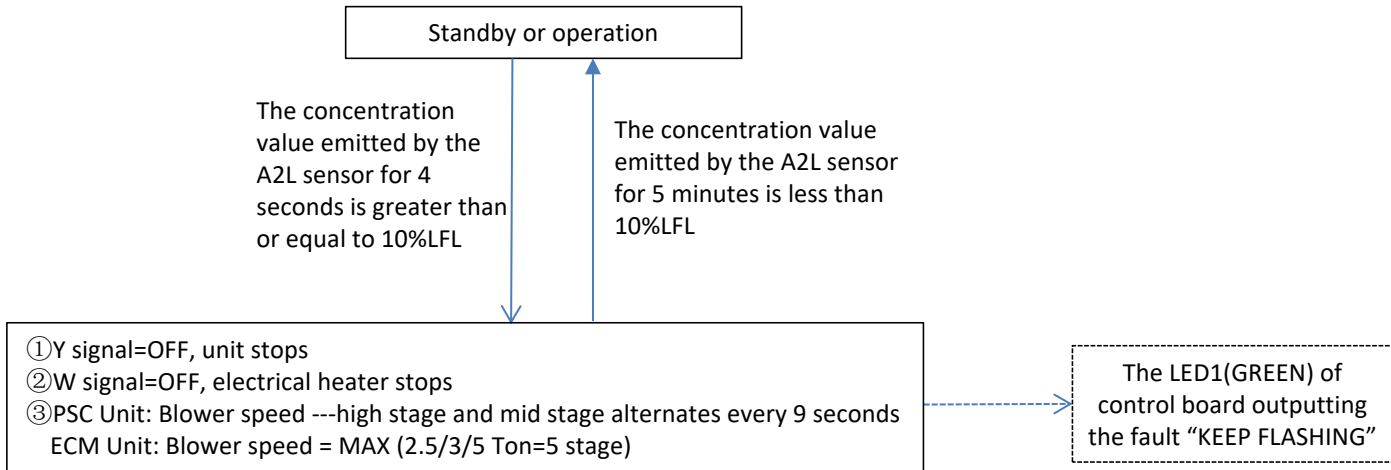 Standby or operation
The concentration
value emitted by the
A2L sensor for 4
seconds is greater than
or equal to 10%LFL
The concentration value
emitted by the A2L sensor
for 5 minutes is less than
10%LFL
①Y signal=OFF, unit stops
②W signal=OFF, electrical heater stops
③PSC Unit: Blower speed ---high stage and mid stage alternates every 9 seconds
ECM Unit: Blower speed = MAX (2.5/3/5 Ton=5 stage)
The LED1(GREEN) of
control board outputting
the fault “KEEP FLASHING”